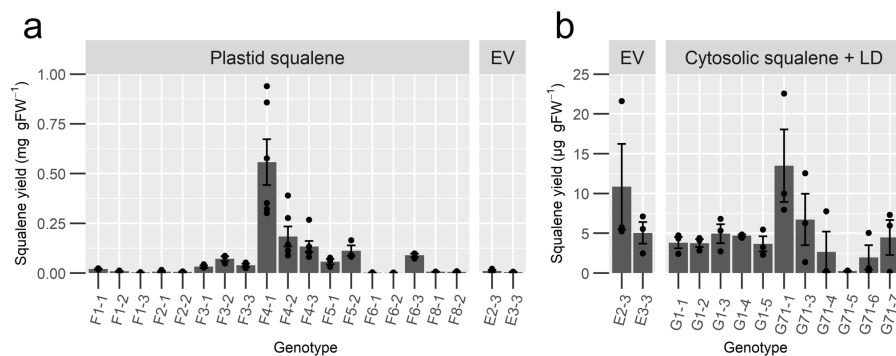 a
Plastid squalene
EV
Squalene yield (mg gFW⁻¹)
1.00
0.75
0.50
0.25
0.00
F1-1
F1-2
F1-3
F2-1
F2-2
F3-1
F3-2
F3-3
F4-1
F4-2
F4-3
F5-1
F5-2
F6-1
F6-2
F6-3
F8-1
F8-2
E2-3
E3-3
Genotype
b
EV
Cytosolic squalene + LD
Squalene yield (µg gFW⁻¹)
25
20
15
10
5
0
E2-3
E3-3
G1-1
G1-2
G1-3
G1-4
G1-5
G71-1
G71-3
G71-4
G71-5
G71-6
G71-7
Genotype